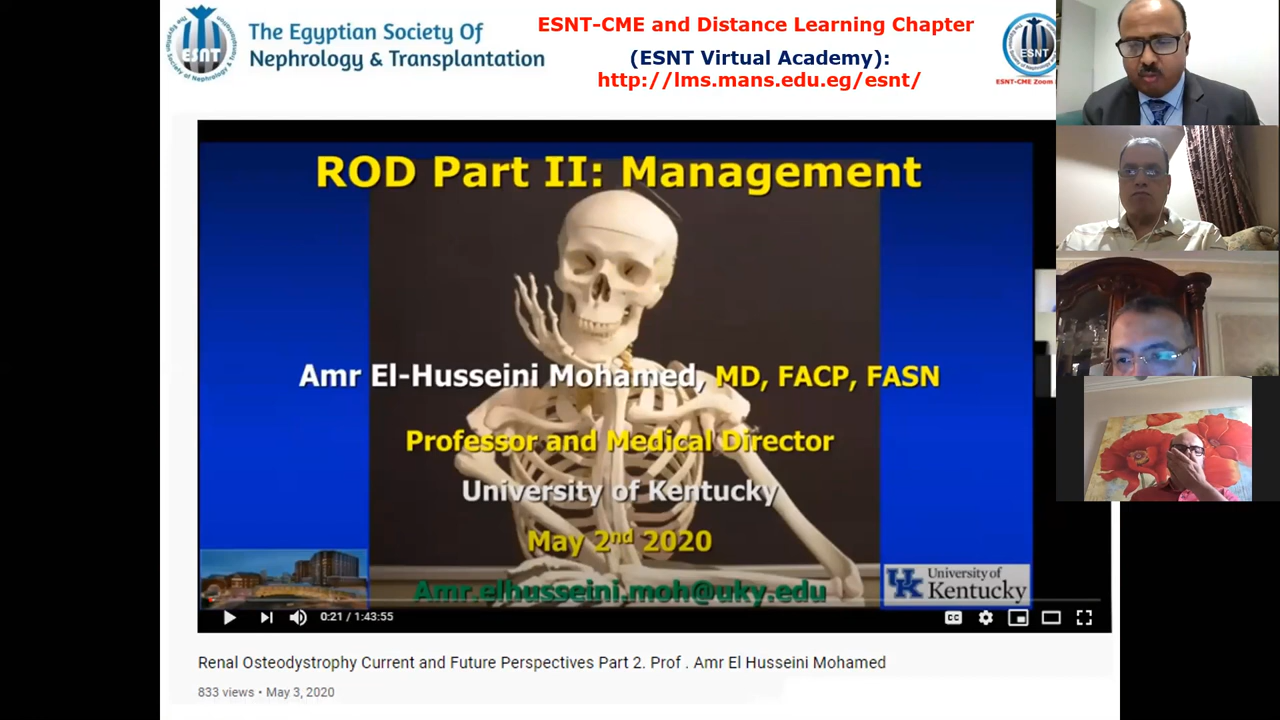 ESNT
The Egyptian Society Of
Nephrology & Transplantation
ESNT-CME and Distance Learning Chapter
(ESNT Virtual Academy):
http://lms.mans.edu.eg/esnt/
ESNT
ESNT-CME Zoom
ROD Part II: Management
Amr El-Husseini Mohamed, MD, FACP, FASN
Professor and Medical Director
University of Kentucky
May 2nd 2020
Amr.elhusseini.moh@uky.edu
UK University of
Kentucky
0:21 / 1:43:55
CC
Renal Osteodystrophy Current and Future Perspectives Part 2. Prof . Amr El Husseini Mohamed
833 views • May 3, 2020